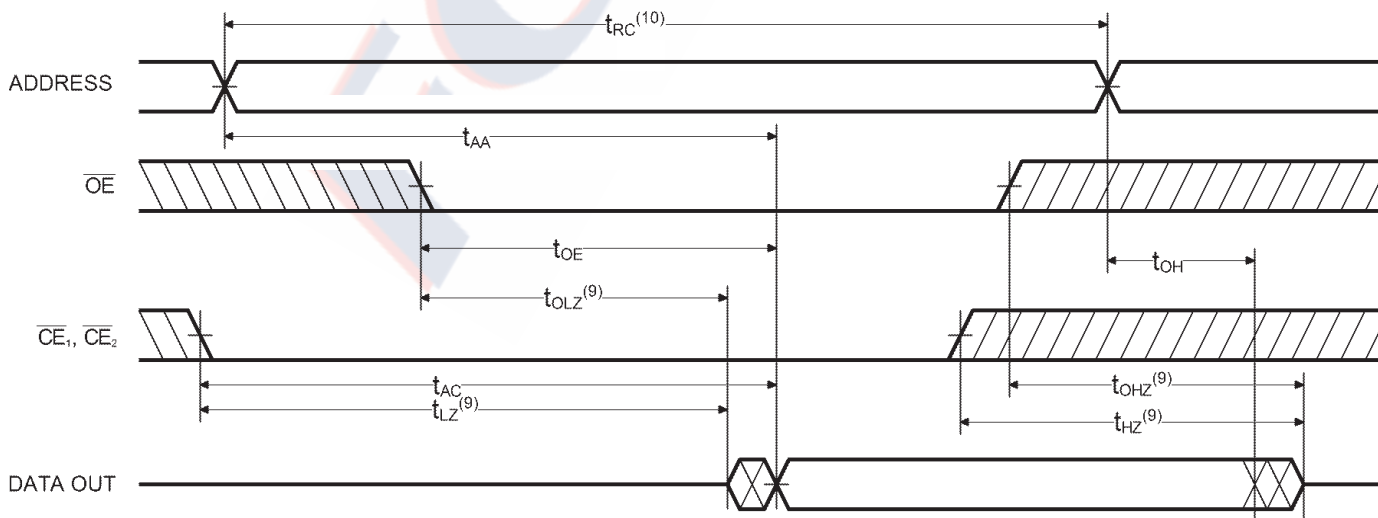 tRC(10)
ADDRESS
tAA
OE
tOE
tOH
tOLZ(9)
CE1, CE2
tAC
tOHZ(9)
tLZ(9)
tHZ(9)
DATA OUT